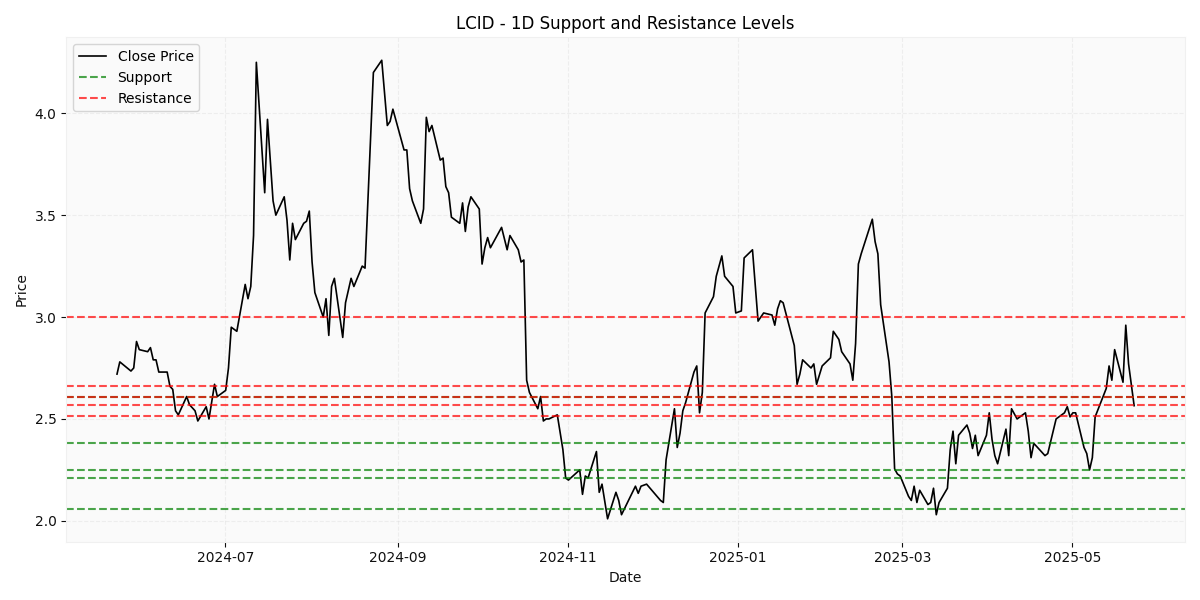 LCID - 1D Support and Resistance Levels
Close Price
Support
Resistance
Price
4.0
3.5
3.0
2.5
2.0
2024-07
2024-09
2024-11
2025-01
2025-03
2025-05
Date